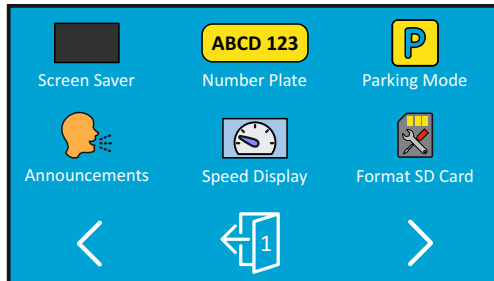 ABCD 123
P
Screen Saver
Number Plate
Parking Mode
Announcements
Speed Display
Format SD Card
1